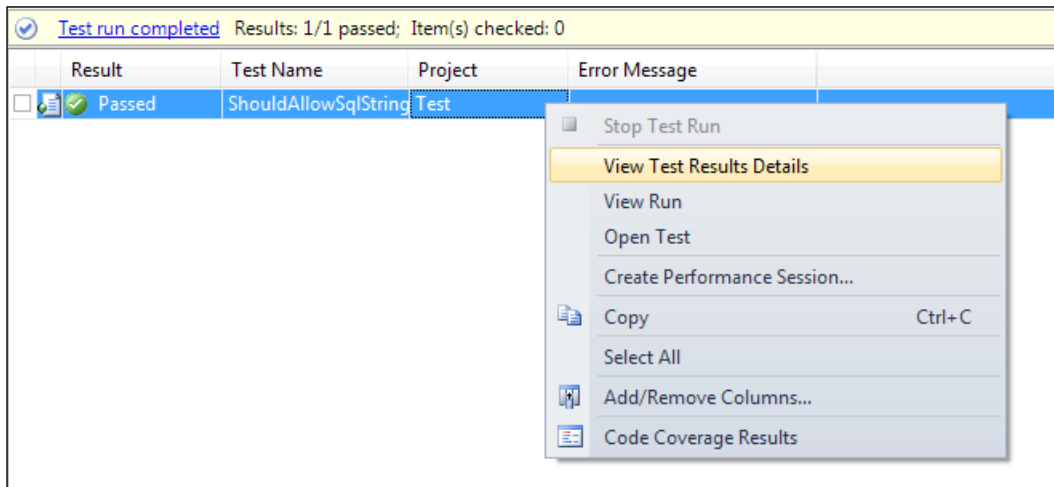 Test run completed Results: 1/1 passed; Item(s) checked: 0
Result Test Name Project Error Message
Passed ShouldAllowSqlString Test
Stop Test Run
View Test Results Details
View Run
Open Test
Create Performance Session...
Copy Ctrl+C
Select All
Add/Remove Columns...
Code Coverage Results